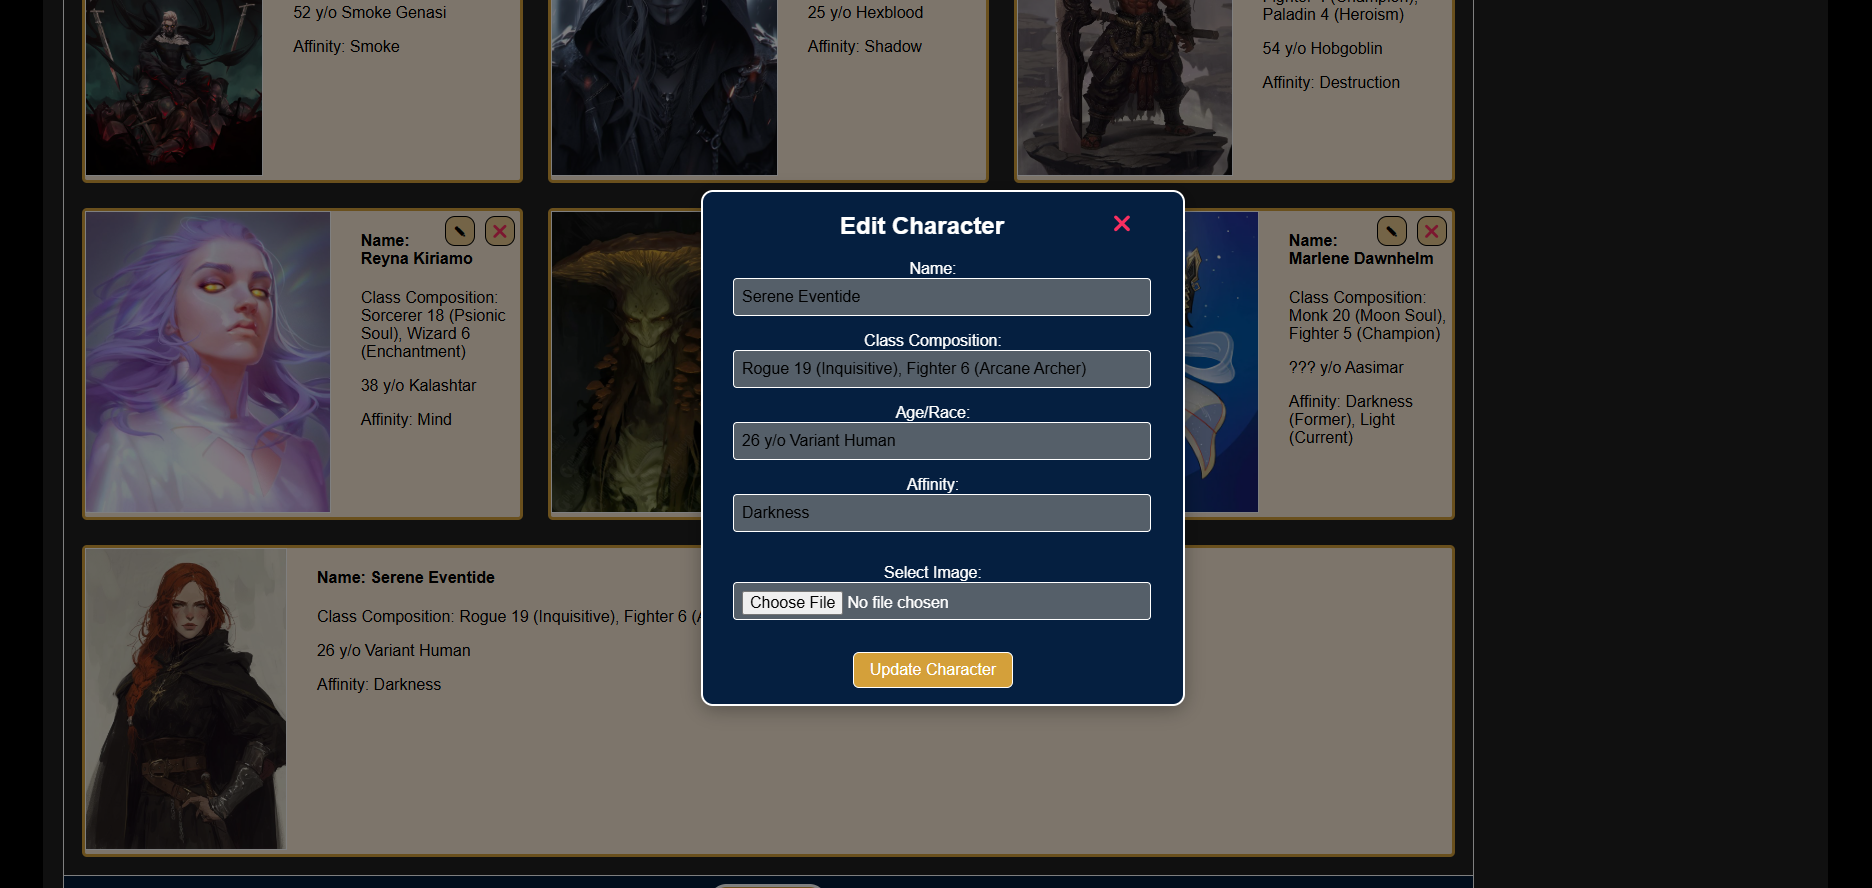 52 y/o Smoke Genasi
Affinity: Smoke
25 y/o Hexblood
Affinity: Shadow
Paladin 4 (Heroism)
54 y/o Hobgoblin
Affinity: Destruction
Name:
Reyna Kiriamo
Class Composition:
Sorcerer 18 (Psionic
Soul), Wizard 6
(Enchantment)
38 y/o Kalashtar
Affinity: Mind
Edit Character
Name:
Serene Eventide
Class Composition:
Rogue 19 (Inquisitive), Fighter 6 (Arcane Archer)
Age/Race:
26 y/o Variant Human
Affinity:
Darkness
Select Image:
Choose File No file chosen
Update Character
Name:
Marlene Dawnhelm
Class Composition:
Monk 20 (Moon Soul),
Fighter 5 (Champion)
??? y/o Aasimar
Affinity: Darkness
(Former), Light
(Current)
Name: Serene Eventide
Class Composition: Rogue 19 (Inquisitive), Fighter 6 (
26 y/o Variant Human
Affinity: Darkness